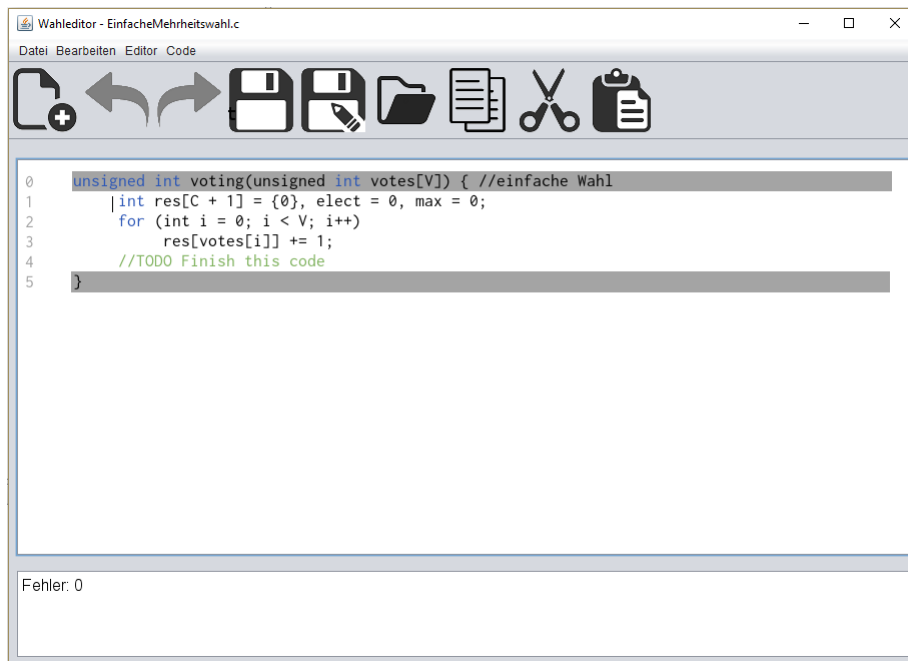 Wahleditor - EinfacheMehrheitswahl.c
Datei Bearbeiten Editor Code
0 unsigned int voting(unsigned int votes[V]) { //einfache Wahl
1 int res[C + 1] = {0}, elect = 0, max = 0;
2 for (int i = 0; i < V; i++)
3 res[votes[i]] += 1;
4 //TODO Finish this code
5 }
Fehler: 0